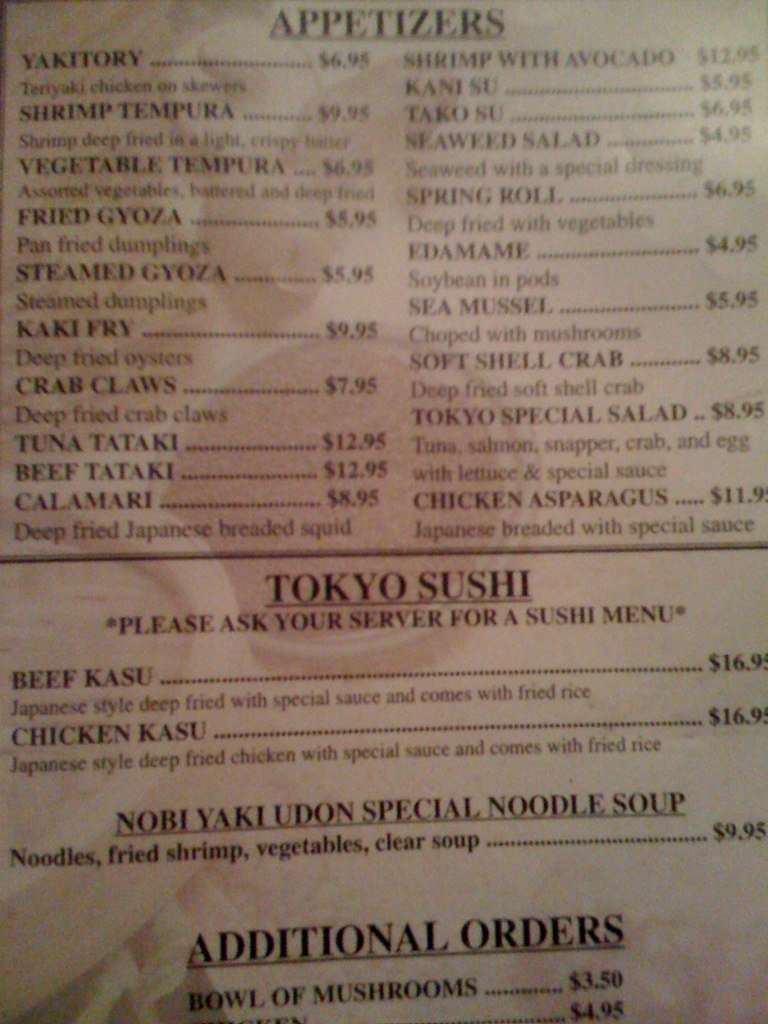 APPETIZERS
YAKITORY ............................ $6.95
Teriyaki chicken on skewers
SHRIMP TEMPURA ............ $9.95
Shrimp deep fried in a light, crispy batter
VEGETABLE TEMPURA .... $6.95
Assorted vegetables, battered and deep fried
FRIED GYOZA ...................... $5.95
Pan fried dumplings
STEAMED GYOZA .............. $5.95
Steamed dumplings
KAKI FRY .............................. $9.95
Deep fried oysters
CRAB CLAWS ....................... $7.95
Deep fried crab claws
TUNA TATAKI ...................... $12.95
BEEF TATAKI ....................... $12.95
CALAMARI ........................... $8.95
Deep fried Japanese breaded squid
SHRIMP WITH AVOCADO $12.95
KANI SU ............................... $5.95
TAKO SU .............................. $6.95
SEAWEED SALAD .............. $4.95
Seaweed with a special dressing
SPRING ROLL ..................... $6.95
Deep fried with vegetables
EDAMAME ........................... $4.95
Soybean in pods
SEA MUSSEL ....................... $5.95
Choped with mushrooms
SOFT SHELL CRAB ............ $8.95
Deep fried soft shell crab
TOKYO SPECIAL SALAD .. $8.95
Tuna, salmon, snapper, crab, and egg
with lettuce & special sauce
CHICKEN ASPARAGUS ..... $11.95
Japanese breaded with special sauce
TOKYO SUSHI
*PLEASE ASK YOUR SERVER FOR A SUSHI MENU*
BEEF KASU ............................................................................ $16.95
Japanese style deep fried with special sauce and comes with fried rice
CHICKEN KASU .................................................................... $16.95
Japanese style deep fried chicken with special sauce and comes with fried rice
NOBI YAKI UDON SPECIAL NOODLE SOUP
Noodles, fried shrimp, vegetables, clear soup ................................ $9.95
ADDITIONAL ORDERS
BOWL OF MUSHROOMS ............ $3.50
CHICKEN ....................................... $4.95